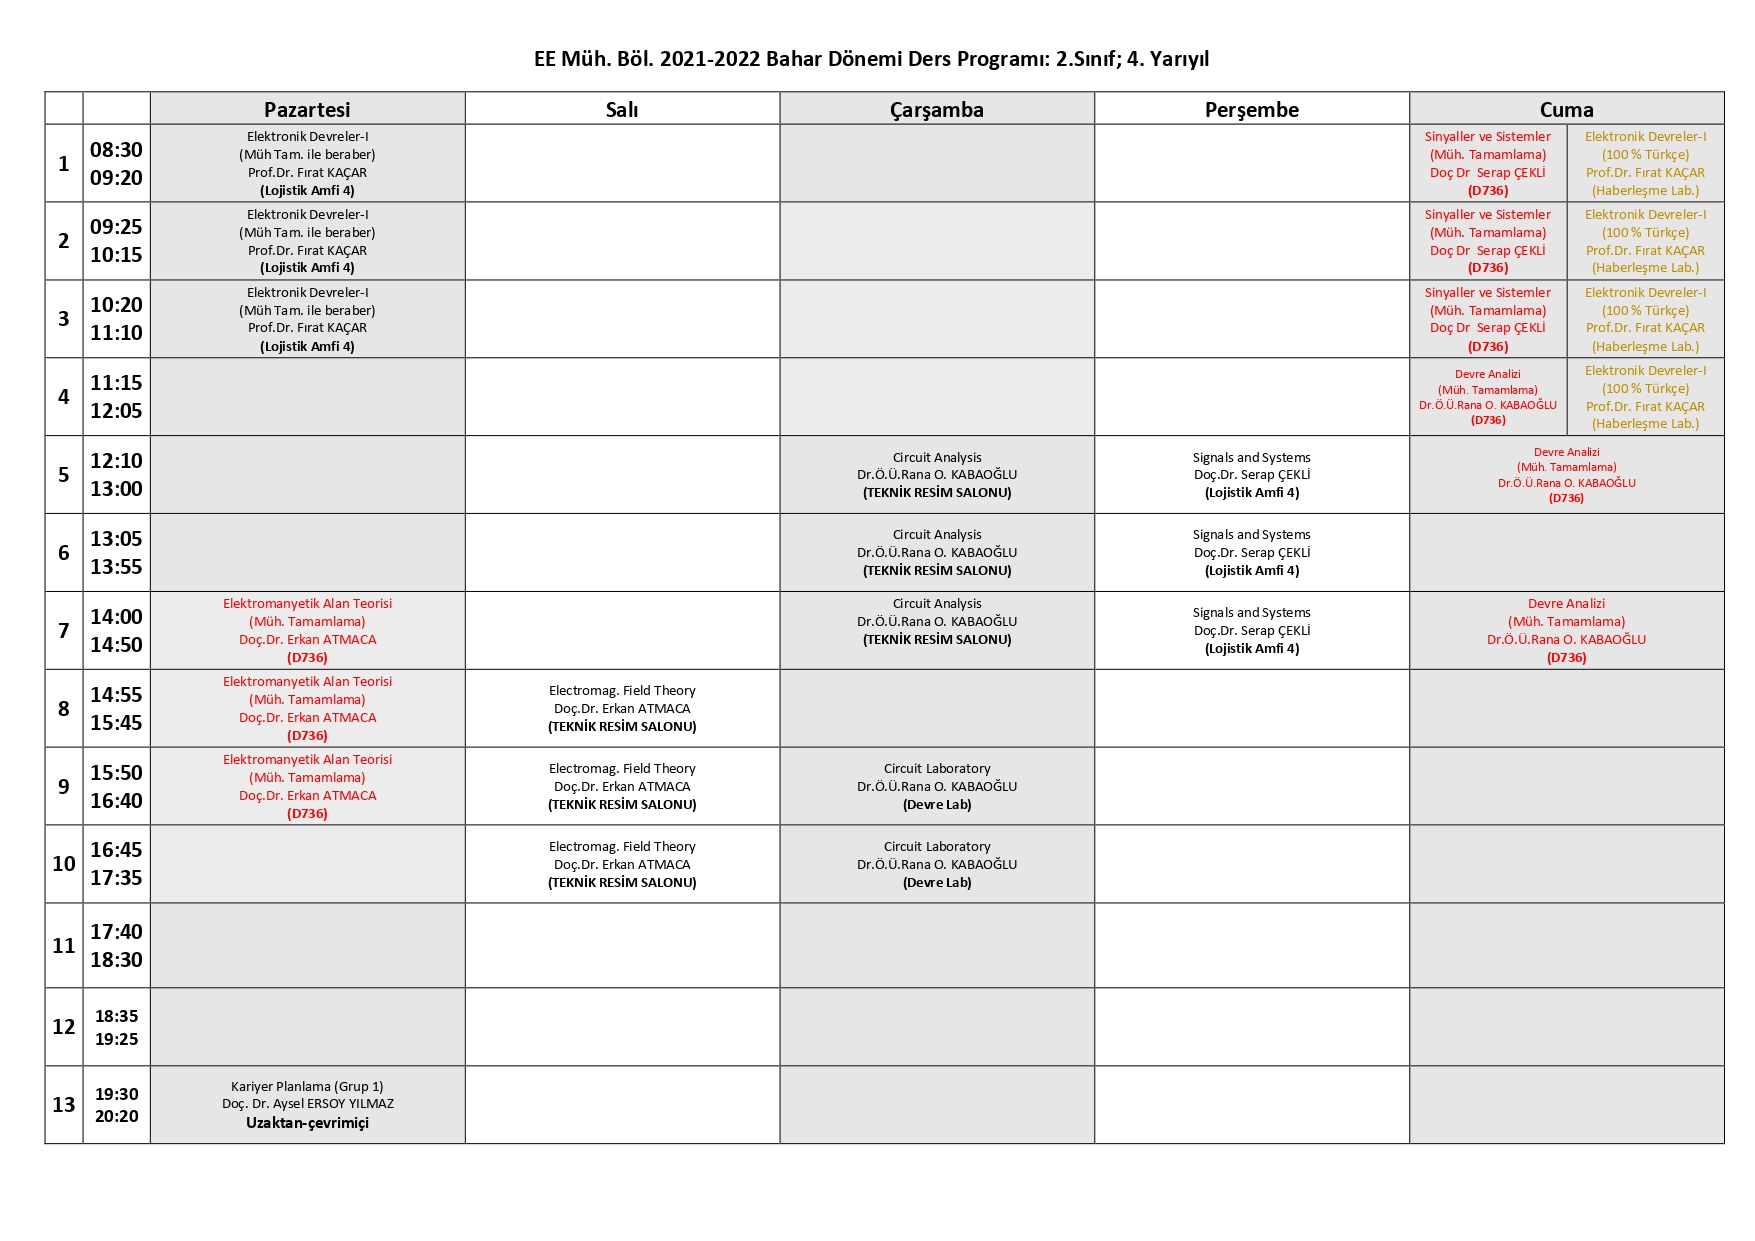 EE Müh. Böl. 2021-2022 Bahar Dönemi Ders Programı: 2.Sınıf; 4. Yarıyıl
Pazartesi
Salı
Çarşamba
Perşembe
Cuma
1
08:30
09:20
Elektronik Devreler-I
(Müh Tam. ile beraber)
Prof.Dr. Fırat KAÇAR
(Lojistik Amfi 4)
Sinyaller ve Sistemler
(Müh. Tamamlama)
Doç Dr Serap ÇEKLİ
(D736)
Elektronik Devreler-I
(100 % Türkçe)
Prof.Dr. Fırat KAÇAR
(Haberleşme Lab.)
2
09:25
10:15
Elektronik Devreler-I
(Müh Tam. ile beraber)
Prof.Dr. Fırat KAÇAR
(Lojistik Amfi 4)
Sinyaller ve Sistemler
(Müh. Tamamlama)
Doç Dr Serap ÇEKLİ
(D736)
Elektronik Devreler-I
(100 % Türkçe)
Prof.Dr. Fırat KAÇAR
(Haberleşme Lab.)
3
10:20
11:10
Elektronik Devreler-I
(Müh Tam. ile beraber)
Prof.Dr. Fırat KAÇAR
(Lojistik Amfi 4)
Sinyaller ve Sistemler
(Müh. Tamamlama)
Doç Dr Serap ÇEKLİ
(D736)
Elektronik Devreler-I
(100 % Türkçe)
Prof.Dr. Fırat KAÇAR
(Haberleşme Lab.)
4
11:15
12:05
Devre Analizi
(Müh. Tamamlama)
Dr.Ö.Ü.Rana O. KABAOĞLU
(D736)
Elektronik Devreler-I
(100 % Türkçe)
Prof.Dr. Fırat KAÇAR
(Haberleşme Lab.)
5
12:10
13:00
Circuit Analysis
Dr.Ö.Ü.Rana O. KABAOĞLU
(TEKNİK RESİM SALONU)
Signals and Systems
Doç.Dr. Serap ÇEKLİ
(Lojistik Amfi 4)
Devre Analizi
(Müh. Tamamlama)
Dr.Ö.Ü.Rana O. KABAOĞLU
(D736)
6
13:05
13:55
Circuit Analysis
Dr.Ö.Ü.Rana O. KABAOĞLU
(TEKNİK RESİM SALONU)
Signals and Systems
Doç.Dr. Serap ÇEKLİ
(Lojistik Amfi 4)
7
14:00
14:50
Elektromanyetik Alan Teorisi
(Müh. Tamamlama)
Doç.Dr. Erkan ATMACA
(D736)
Circuit Analysis
Dr.Ö.Ü.Rana O. KABAOĞLU
(TEKNİK RESİM SALONU)
Signals and Systems
Doç.Dr. Serap ÇEKLİ
(Lojistik Amfi 4)
Devre Analizi
(Müh. Tamamlama)
Dr.Ö.Ü.Rana O. KABAOĞLU
(D736)
8
14:55
15:45
Elektromanyetik Alan Teorisi
(Müh. Tamamlama)
Doç.Dr. Erkan ATMACA
(D736)
Electromag. Field Theory
Doç.Dr. Erkan ATMACA
(TEKNİK RESİM SALONU)
9
15:50
16:40
Elektromanyetik Alan Teorisi
(Müh. Tamamlama)
Doç.Dr. Erkan ATMACA
(D736)
Electromag. Field Theory
Doç.Dr. Erkan ATMACA
(TEKNİK RESİM SALONU)
Circuit Laboratory
Dr.Ö.Ü.Rana O. KABAOĞLU
(Devre Lab)
10
16:45
17:35
Electromag. Field Theory
Doç.Dr. Erkan ATMACA
(TEKNİK RESİM SALONU)
Circuit Laboratory
Dr.Ö.Ü.Rana O. KABAOĞLU
(Devre Lab)
11
17:40
18:30
12
18:35
19:25
13
19:30
20:20
Kariyer Planlama (Grup 1)
Doç. Dr. Aysel ERSOY YILMAZ
Uzaktan-çevrimiçi